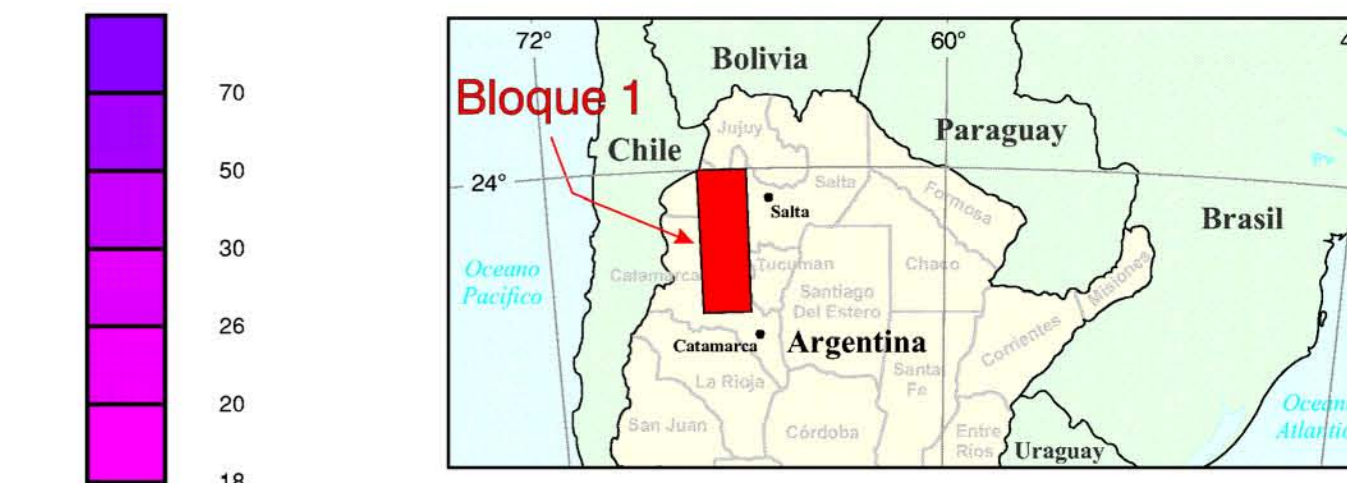 70
50
30
26
20
18
72°
60°
Bolivia
Bloque 1
Jujuy
Paraguay
Chile
24°
Salta
Formosa
Salta
Brasil
Oceano
Pacifico
Catamarca
Tucuman
Chaco
Misiones
Santiago
Del Estero
Catamarca
Argentina
Corrientes
La Rioja
Santa
Fe
San Juan
Córdoba
Entre
Rios
Uraguay